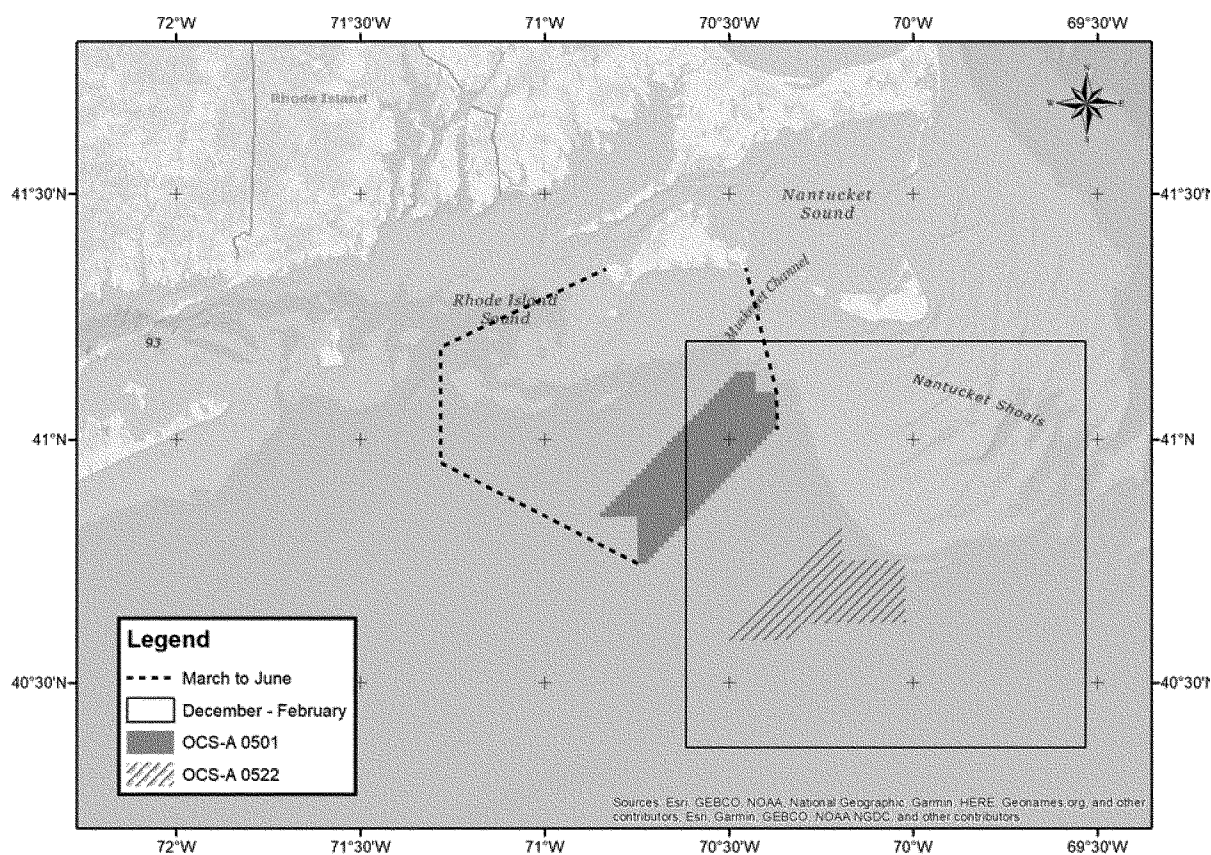 72°W 71°30'W 71°W 70°30'W 70°W 69°30'W
Rhode Island
N
W E
S
41°30'N 41°30'N
Nantucket
Sound
Muskeget Channel
Rhode Island
Sound
93
Nantucket Shoals
41°N 41°N
40°30'N 40°30'N
Legend
March to June
December - February
OCS-A 0501
OCS-A 0522
Sources: Esri, GEBCO, NOAA, National Geographic, Garmin, HERE, Geonames.org, and other
contributors, Esri, Garmin, GEBCO, NOAA NGDC, and other contributors
72°W 71°30'W 71°W 70°30'W 70°W 69°30'W